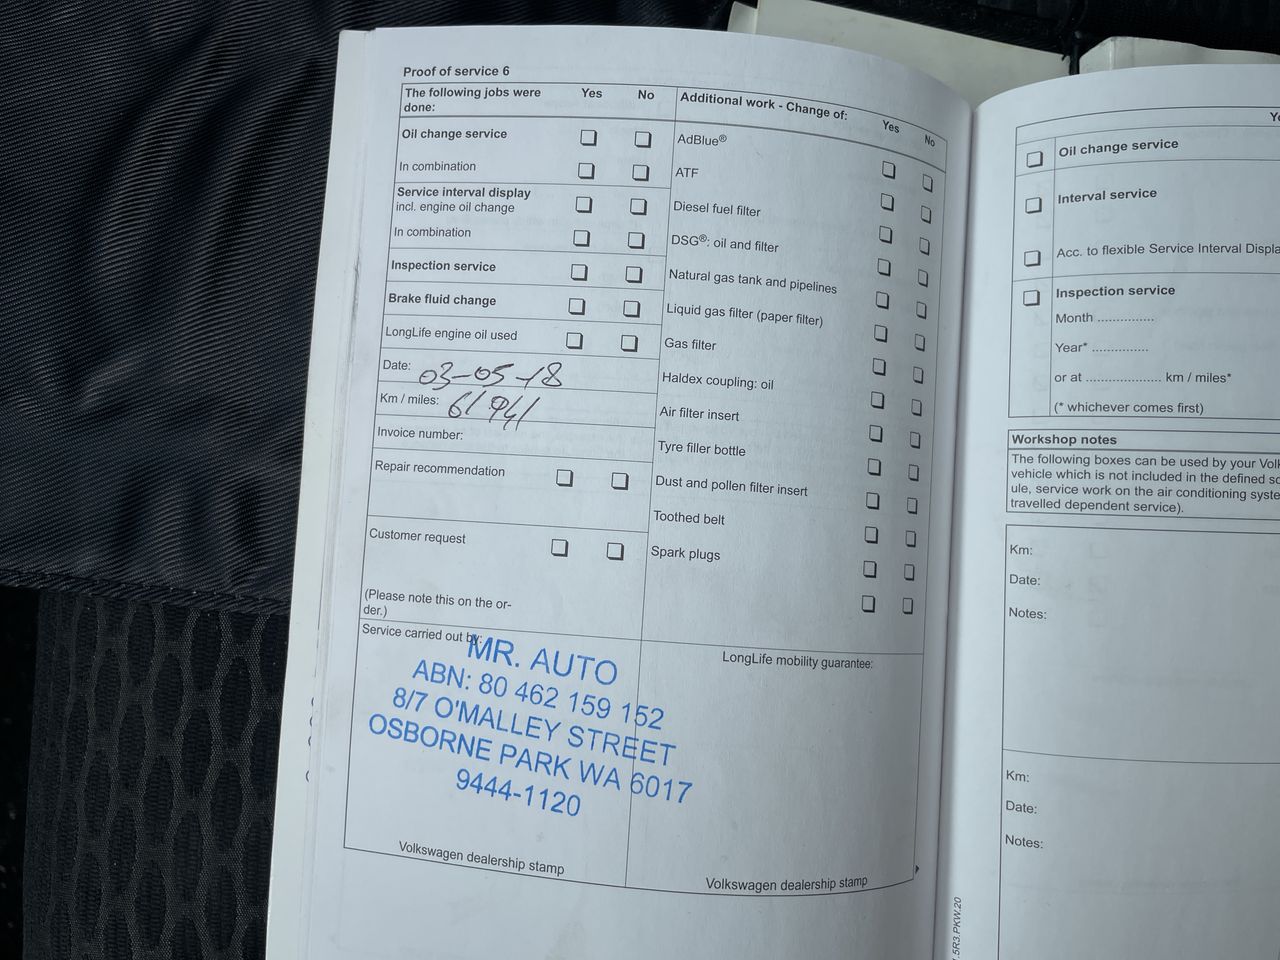 Proof of service 6
The following jobs were
done:
Yes
No
Oil change service
In combination
Service interval display
incl. engine oil change
In combination
Inspection service
Brake fluid change
LongLife engine oil used
Date: 03-05-18
Km / miles: 61941
Invoice number:
Repair recommendation
Customer request
(Please note this on the or-
der.)
Additional work - Change of:
Yes
No
AdBlue®
ATF
Diesel fuel filter
DSG®: oil and filter
Natural gas tank and pipelines
Liquid gas filter (paper filter)
Gas filter
Haldex coupling: oil
Air filter insert
Tyre filler bottle
Dust and pollen filter insert
Toothed belt
Spark plugs
Service carried out by:
MR. AUTO
ABN: 80 462 159 152
8/7 O'MALLEY STREET
OSBORNE PARK WA 6017
9444-1120
Volkswagen dealership stamp
LongLife mobility guarantee:
Volkswagen dealership stamp
Oil change service
Interval service
Acc. to flexible Service Interval Displa
Inspection service
Month ...............
Year* ...............
or at .................... km / miles*
(* whichever comes first)
Workshop notes
The following boxes can be used by your Volk
vehicle which is not included in the defined sc
ule, service work on the air conditioning syste
travelled dependent service).
Km:
Date:
Notes:
Km:
Date:
Notes:
.5R3.PKW.20